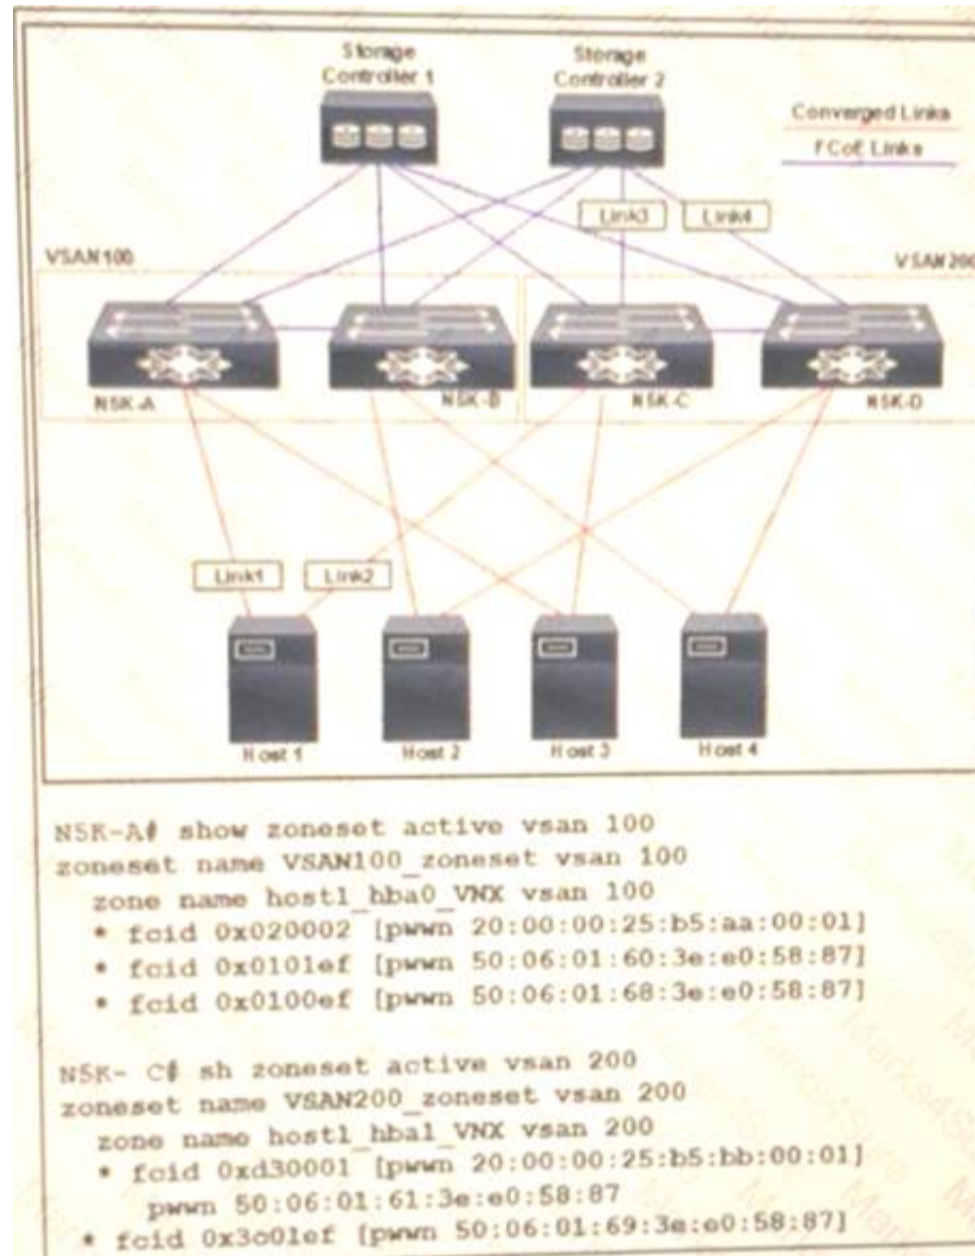 Storage
Controller 1
Storage
Controller 2
Converged Links
FCoE Links
Link3
Link4
VSAN100
VSAN200
N5K-A
N5K-B
N5K-C
N5K-D
Link1
Link2
Host 1
Host 2
Host 3
Host 4
N5K-A# show zoneset active vsan 100
zoneset name VSAN100_zoneset vsan 100
zone name host1_hba0_VNX vsan 100
* fcid 0x020002 [pwwn 20:00:00:25:b5:aa:00:01]
* fcid 0x0101ef [pwwn 50:06:01:60:3e:e0:58:87]
* fcid 0x0100ef [pwwn 50:06:01:68:3e:e0:58:87]
N5K- C# sh zoneset active vsan 200
zoneset name VSAN200_zoneset vsan 200
zone name host1_hba1_VNX vsan 200
* fcid 0xd30001 [pwwn 20:00:00:25:b5:bb:00:01]
pwwn 50:06:01:61:3e:e0:58:87
* fcid 0x3c01ef [pwwn 50:06:01:69:3e:e0:58:87]
Marks4Sure